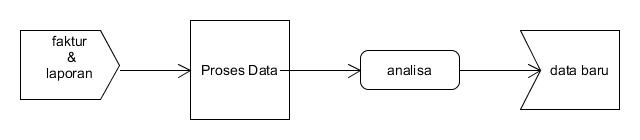 faktur
&
laporan
Proses Data
analisa
data baru